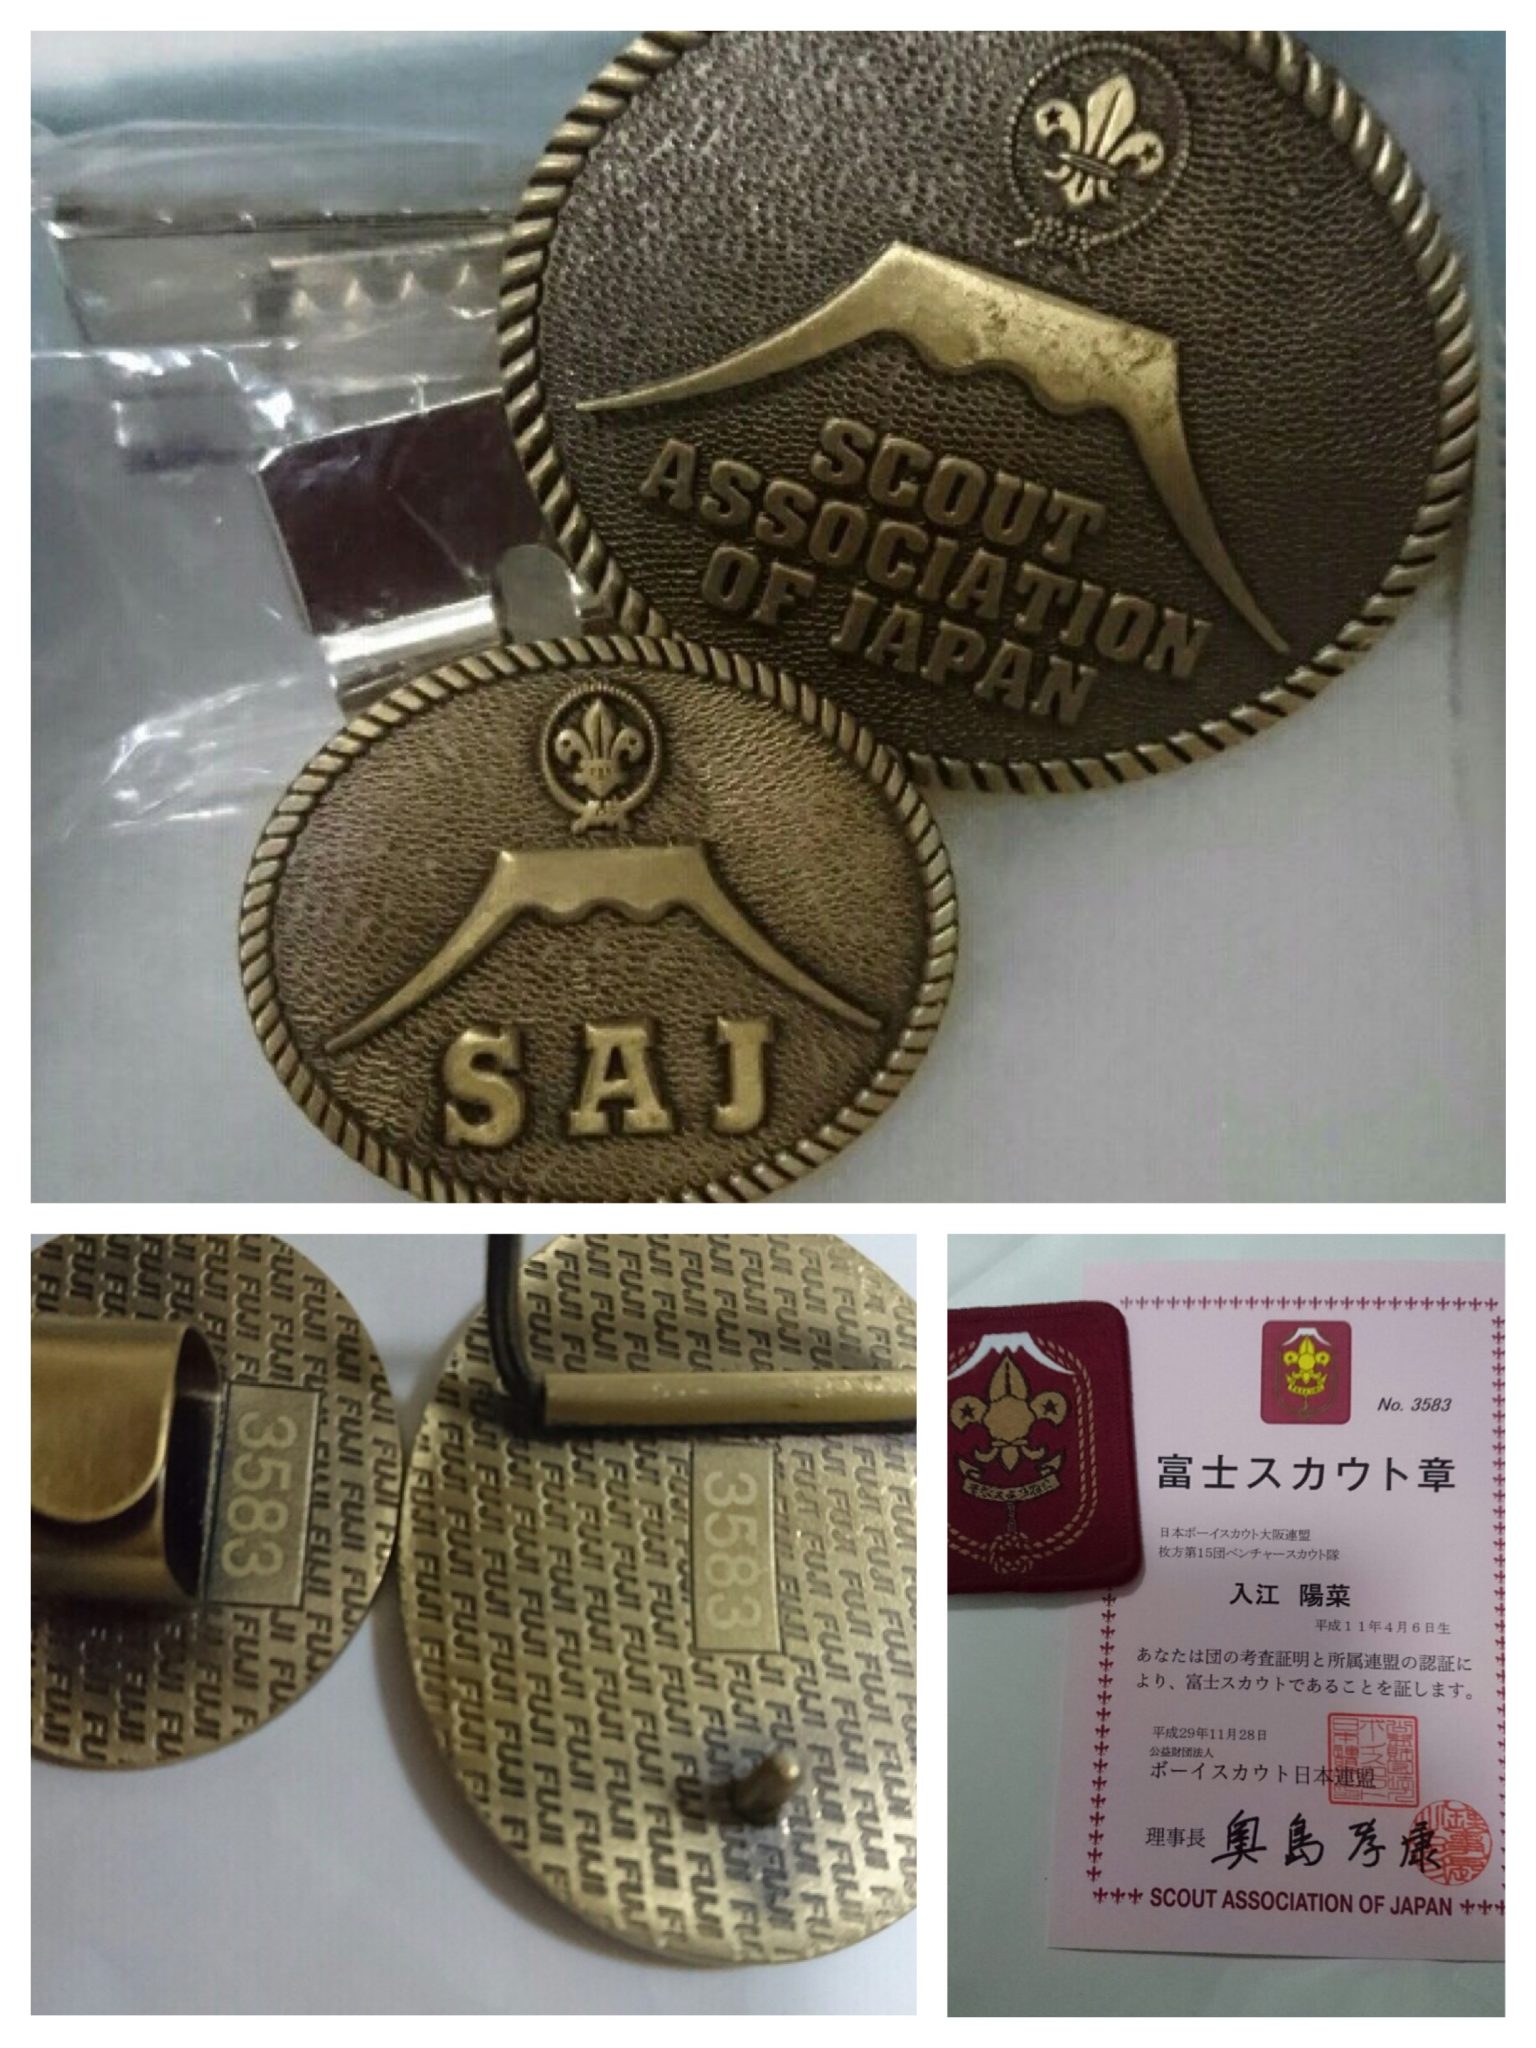 SCOUT
ASSOCIATION
OF JAPAN
SAJ
FUJI FUJI FUJI
3583
FUJI FUJI FUJI
3583
No. 3583
富士スカウト章
日本ボーイスカウト大阪連盟
枚方第15団ベンチャースカウト隊
入江 陽菜
平成11年4月6日生
あなたは団の考査証明と所属連盟の認証に
より、富士スカウトであることを証します。
平成29年11月28日
公益財団法人
ボーイスカウト日本連盟
理事長 奥島孝康
SCOUT ASSOCIATION OF JAPAN